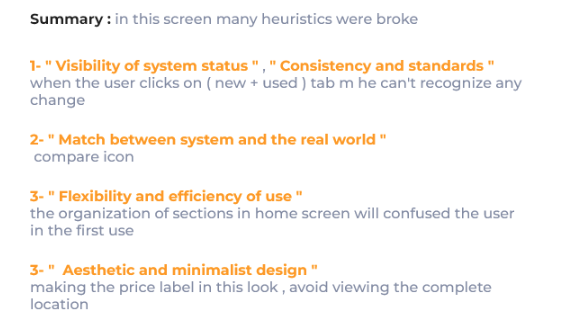 Summary : in this screen many heuristics were broke
1- " Visibility of system status " , " Consistency and standards "
when the user clicks on ( new + used ) tab m he can't recognize any
change
2- " Match between system and the real world "
compare icon
3- " Flexibility and efficiency of use "
the organization of sections in home screen will confused the user
in the first use
3- " Aesthetic and minimalist design "
making the price label in this look , avoid viewing the complete
location